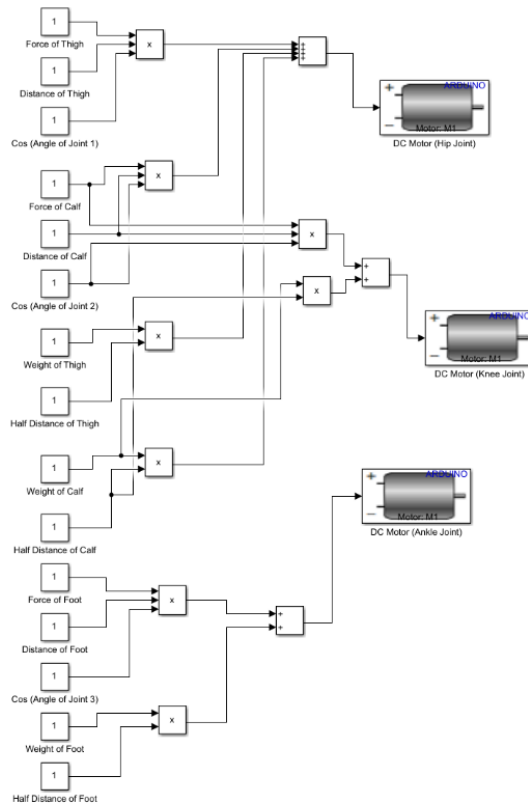 1
Force of Thigh
1
Distance of Thigh
1
Cos (Angle of Joint 1)
x
+
+
+
+
ARDUINO
+
−
Motor: M1
DC Motor (Hip Joint)
1
Force of Calf
1
Distance of Calf
1
Cos (Angle of Joint 2)
x
x
x
+
+
ARDUINO
+
−
Motor: M1
DC Motor (Knee Joint)
1
Weight of Thigh
1
Half Distance of Thigh
x
1
Weight of Calf
1
Half Distance of Calf
x
ARDUINO
+
−
Motor: M1
DC Motor (Ankle Joint)
1
Force of Foot
1
Distance of Foot
1
Cos (Angle of Joint 3)
x
+
+
1
Weight of Foot
1
Half Distance of Foot
x